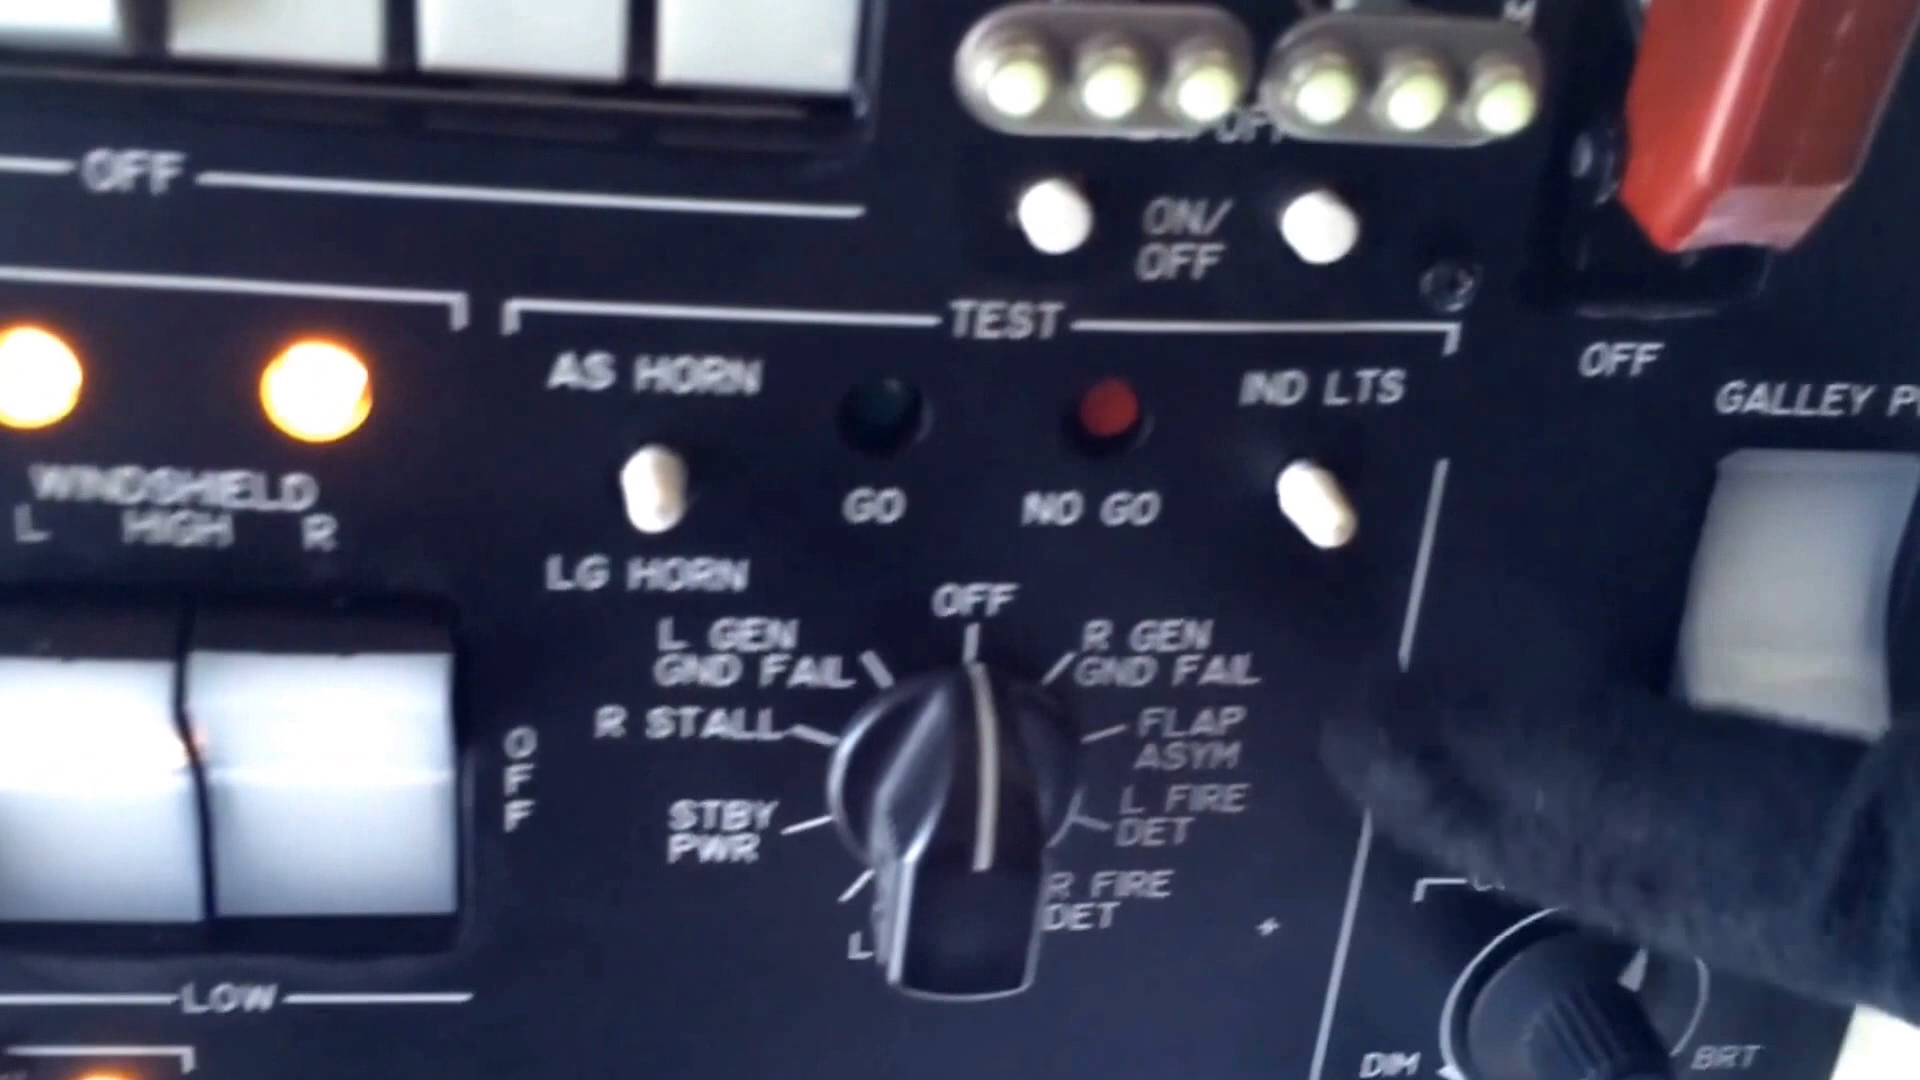 OFF
ON/
OFF
TEST
AS HORN
IND LTS
OFF
GALLEY
WINDSHIELD
L HIGH R
GO
NO GO
LG HORN
OFF
L GEN
GND FAIL
R GEN
GND FAIL
R STALL
FLAP
ASYM
OFF
STBY
PWR
L FIRE
DET
R FIRE
DET
L
LOW
DIM
BRT